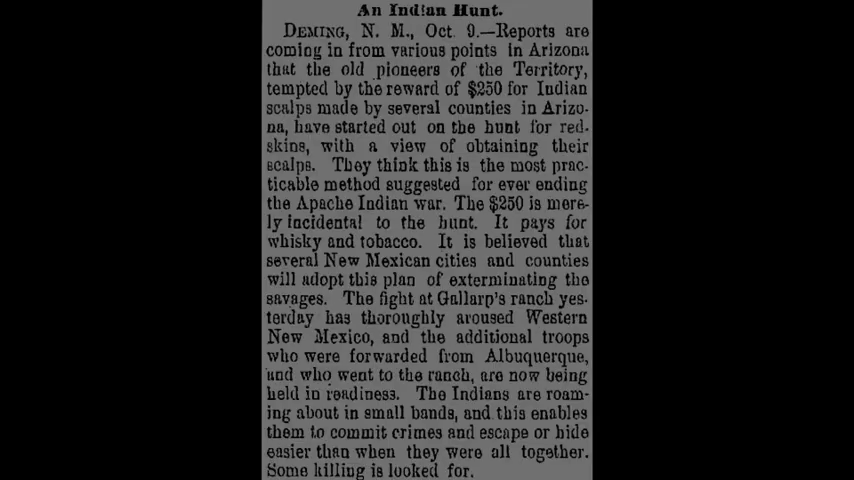 An Indian Hunt.
DEMING, N. M., Oct. 9.—Reports are
coming in from various points in Arizona
that the old pioneers of the Territory,
tempted by the reward of $250 for Indian
scalps made by several counties in Arizo-
na, have started out on the hunt for red-
skins, with a view of obtaining their
scalps. They think this is the most prac-
ticable method suggested for ever ending
the Apache Indian war. The $250 is mere-
ly incidental to the hunt. It pays for
whisky and tobacco. It is believed that
several New Mexican cities and counties
will adopt this plan of exterminating the
savages. The fight at Gallarp's ranch yes-
terday has thoroughly aroused Western
New Mexico, and the additional troops
who were forwarded from Albuquerque,
and who went to the ranch, are now being
held in readiness. The Indians are roam-
ing about in small bands, and this enables
them to commit crimes and escape or hide
easier than when they were all together.
Some killing is looked for.